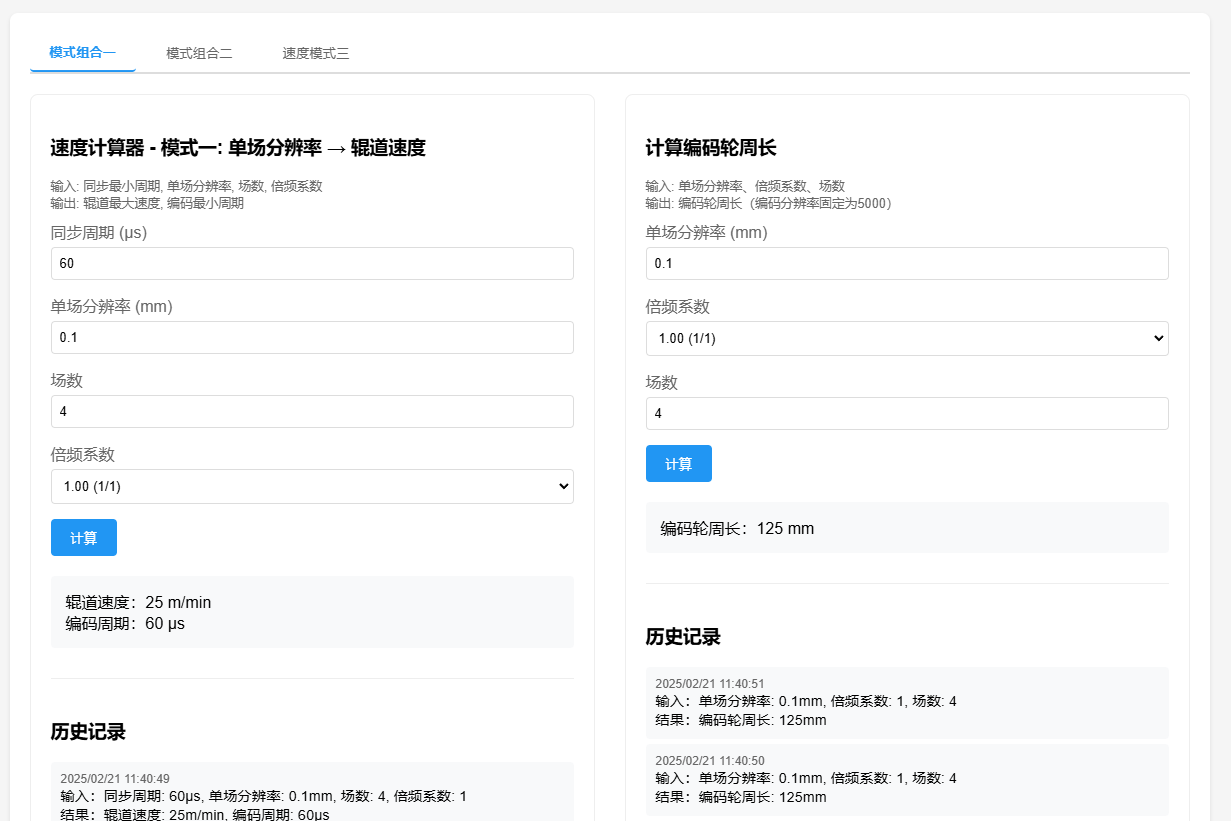 模式组合一 模式组合二 速度模式三
速度计算器 - 模式一: 单场分辨率 → 辊道速度
输入: 同步最小周期, 单场分辨率, 场数, 倍频系数
输出: 辊道最大速度, 编码最小周期
同步周期 (μs)
60
单场分辨率 (mm)
0.1
场数
4
倍频系数
1.00 (1/1)
计算
辊道速度：25 m/min
编码周期：60 μs
历史记录
2025/02/21 11:40:49
输入：同步周期: 60μs, 单场分辨率: 0.1mm, 场数: 4, 倍频系数: 1
结果：辊道速度: 25m/min, 编码周期: 60μs
计算编码轮周长
输入: 单场分辨率、倍频系数、场数
输出: 编码轮周长（编码分辨率固定为5000）
单场分辨率 (mm)
0.1
倍频系数
1.00 (1/1)
场数
4
计算
编码轮周长：125 mm
历史记录
2025/02/21 11:40:51
输入：单场分辨率: 0.1mm, 倍频系数: 1, 场数: 4
结果：编码轮周长: 125mm
2025/02/21 11:40:50
输入：单场分辨率: 0.1mm, 倍频系数: 1, 场数: 4
结果：编码轮周长: 125mm